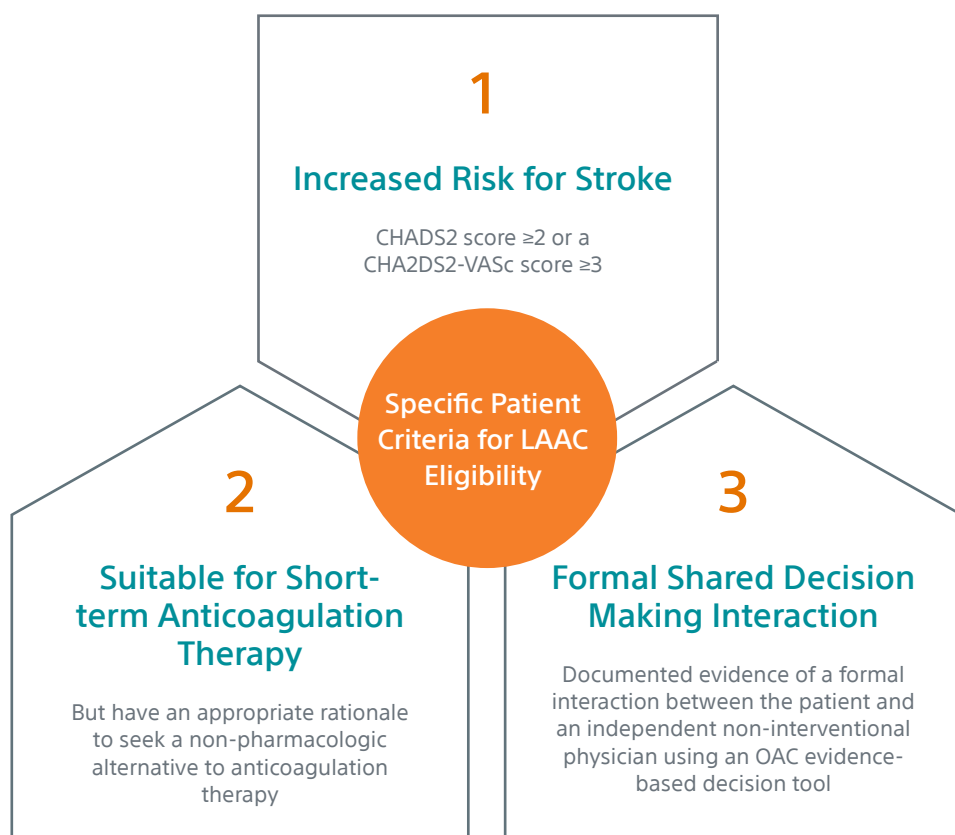 1
Increased Risk for Stroke
CHADS2 score ≥2 or a
CHA2DS2-VASc score ≥3
Specific Patient
Criteria for LAAC
Eligibility
2
Suitable for Short-
term Anticoagulation
Therapy
But have an appropriate rationale
to seek a non-pharmacologic
alternative to anticoagulation
therapy
3
Formal Shared Decision
Making Interaction
Documented evidence of a formal
interaction between the patient and
an independent non-interventional
physician using an OAC evidence-
based decision tool